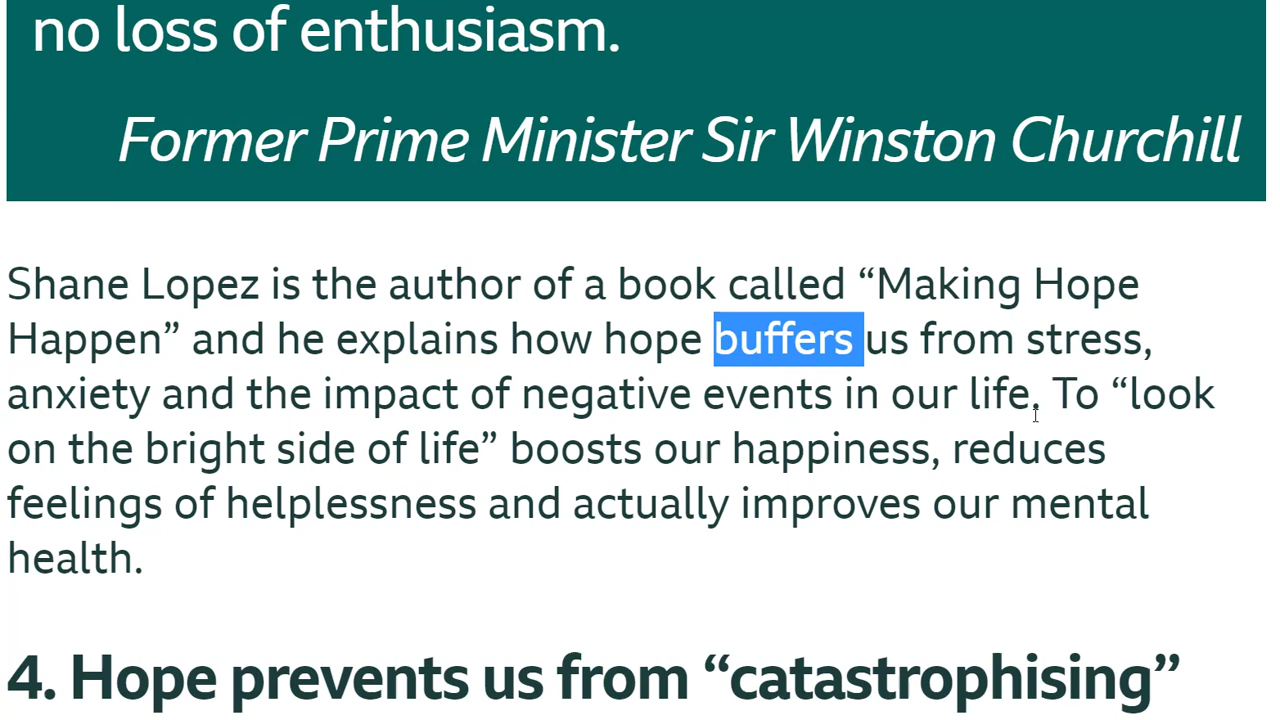 no loss of enthusiasm.
Former Prime Minister Sir Winston Churchill
Shane Lopez is the author of a book called “Making Hope
Happen” and he explains how hope buffers us from stress,
anxiety and the impact of negative events in our life. To “look
on the bright side of life” boosts our happiness, reduces
feelings of helplessness and actually improves our mental
health.
4. Hope prevents us from “catastrophising”